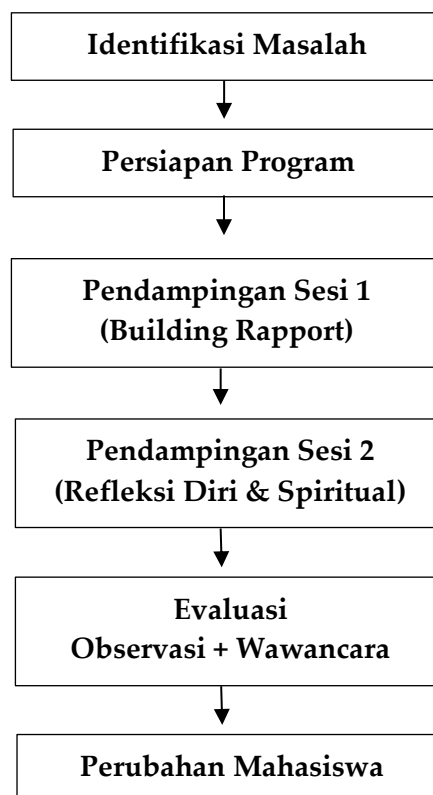 Identifikasi Masalah
Persiapan Program
Pendampingan Sesi 1
(Building Rapport)
Pendampingan Sesi 2
(Refleksi Diri & Spiritual)
Evaluasi
Observasi + Wawancara
Perubahan Mahasiswa